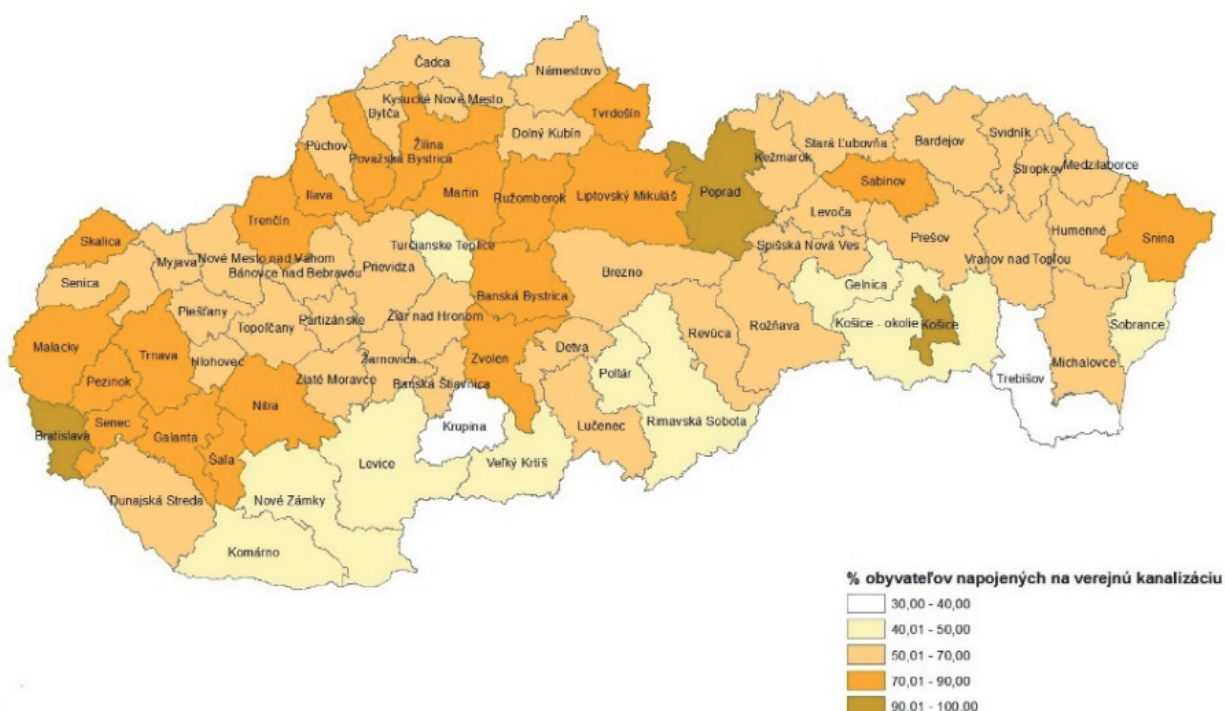 Čadca
Námestovo
Kysucké Nové Mesto
Bytča
Tvrdošín
Dolný Kubín
Žilina
Púchov
Považská Bystrica
Stará Ľubovňa
Bardejov
Svidník
Stropkov
Medzilaborce
Kežmarok
Ilava
Martin
Ružomberok
Liptovský Mikuláš
Poprad
Sabinov
Levoča
Trenčín
Skalica
Turčianske Teplice
Spišská Nová Ves
Prešov
Humenné
Snina
Myjava
Nové Mesto nad Váhom
Bánovce nad Bebravou
Prievidza
Vranov nad Topľou
Senica
Brezno
Gelnica
Banská Bystrica
Piešťany
Topoľčany
Partizánske
Žiar nad Hronom
Košice - okolie
Košice
Sobrance
Rožňava
Revúca
Malacky
Trnava
Hlohovec
Žarnovica
Zvolen
Detva
Michalovce
Pezinok
Zlaté Moravce
Banská Štiavnica
Poltár
Trebišov
Nitra
Bratislava
Senec
Galanta
Krupina
Lučenec
Rimavská Sobota
Šaľa
Levice
Veľký Krtíš
Dunajská Streda
Nové Zámky
Komárno
% obyvateľov napojených na verejnú kanalizáciu
30,00 - 40,00
40,01 - 50,00
50,01 - 70,00
70,01 - 90,00
90,01 - 100,00